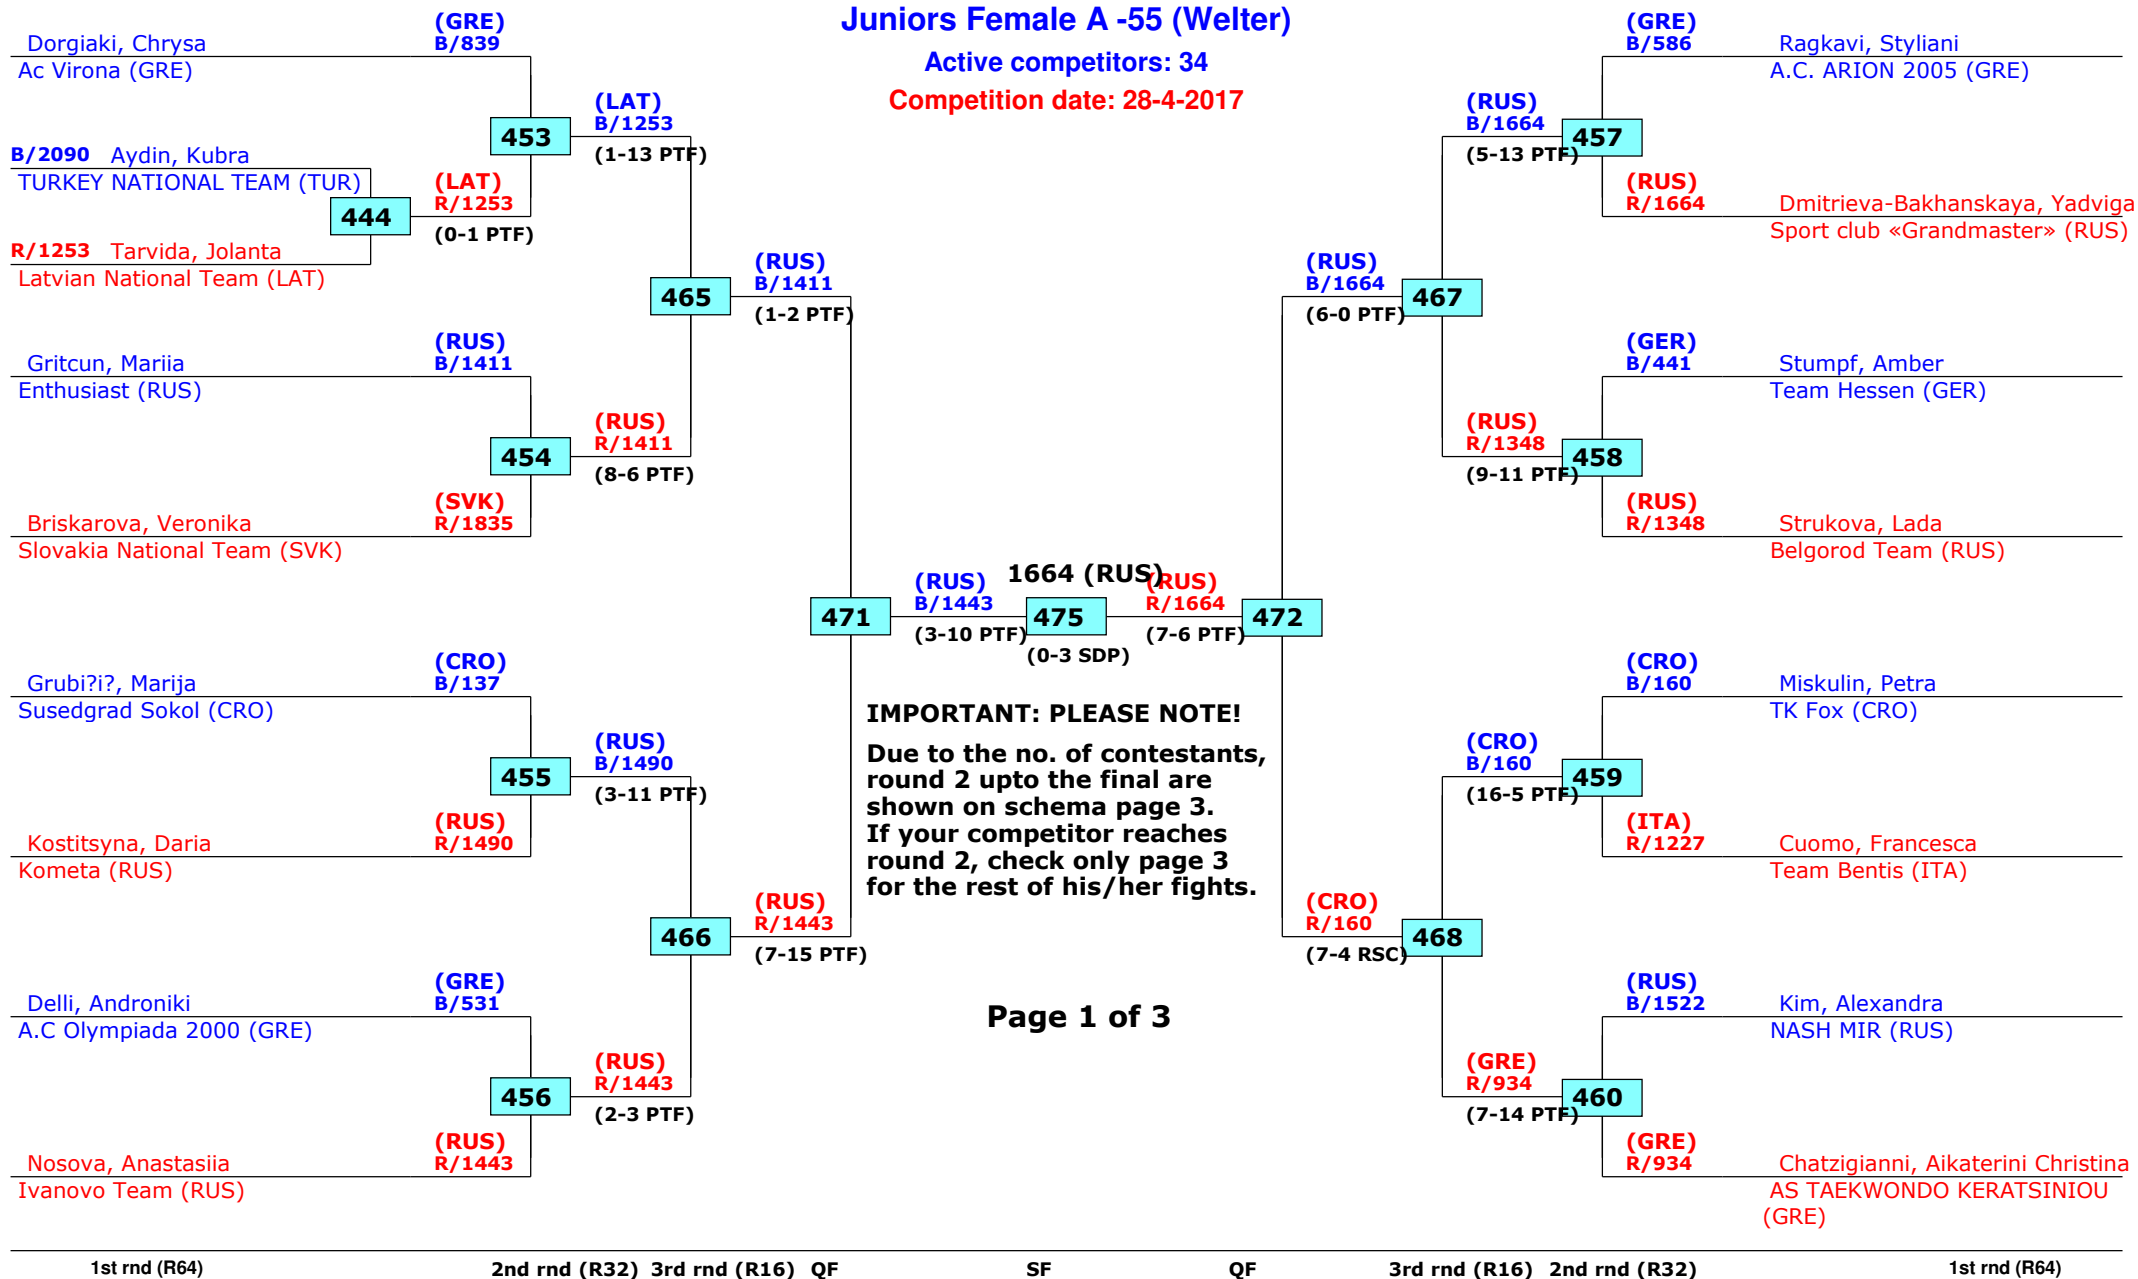 Juniors Female A -55 (Welter)
Active competitors: 34
Competition date: 28-4-2017
(GRE)
B/839
Dorgiaki, Chrysa
Ac Virona (GRE)
453
(LAT)
B/1253
(1-13 PTF)
B/2090 Aydin, Kubra
TURKEY NATIONAL TEAM (TUR)
444
(LAT)
R/1253
(0-1 PTF)
R/1253 Tarvida, Jolanta
Latvian National Team (LAT)
465
(RUS)
B/1411
(1-2 PTF)
(RUS)
B/1411
Gritcun, Mariia
Enthusiast (RUS)
454
(RUS)
R/1411
(8-6 PTF)
(SVK)
R/1835
Briskarova, Veronika
Slovakia National Team (SVK)
471
(RUS)
B/1443
(3-10 PTF)
1664 (RUS)
475
(0-3 SDP)
(RUS)
R/1664
(7-6 PTF)
472
(CRO)
B/137
Grubi?i?, Marija
Susedgrad Sokol (CRO)
455
(RUS)
B/1490
(3-11 PTF)
(RUS)
R/1490
Kostitsyna, Daria
Kometa (RUS)
466
(RUS)
R/1443
(7-15 PTF)
(GRE)
B/531
Delli, Androniki
A.C Olympiada 2000 (GRE)
456
(RUS)
R/1443
(2-3 PTF)
(RUS)
R/1443
Nosova, Anastasiia
Ivanovo Team (RUS)
IMPORTANT: PLEASE NOTE!
Due to the no. of contestants,
round 2 upto the final are
shown on schema page 3.
If your competitor reaches
round 2, check only page 3
for the rest of his/her fights.
Page 1 of 3
(GRE)
B/586
Ragkavi, Styliani
A.C. ARION 2005 (GRE)
(RUS)
B/1664
(5-13 PTF)
457
(RUS)
R/1664
Dmitrieva-Bakhanskaya, Yadviga
Sport club «Grandmaster» (RUS)
(RUS)
B/1664
(6-0 PTF)
467
(GER)
B/441
Stumpf, Amber
Team Hessen (GER)
(RUS)
R/1348
(9-11 PTF)
458
(RUS)
R/1348
Strukova, Lada
Belgorod Team (RUS)
(CRO)
B/160
Miskulin, Petra
TK Fox (CRO)
(CRO)
B/160
(16-5 PTF)
459
(ITA)
R/1227
Cuomo, Francesca
Team Bentis (ITA)
(CRO)
R/160
(7-4 RSC)
468
(RUS)
B/1522
Kim, Alexandra
NASH MIR (RUS)
(GRE)
R/934
(7-14 PTF)
460
(GRE)
R/934
Chatzigianni, Aikaterini Christina
AS TAEKWONDO KERATSINIOU
(GRE)
1st rnd (R64) 2nd rnd (R32) 3rd rnd (R16) QF SF QF 3rd rnd (R16) 2nd rnd (R32) 1st rnd (R64)